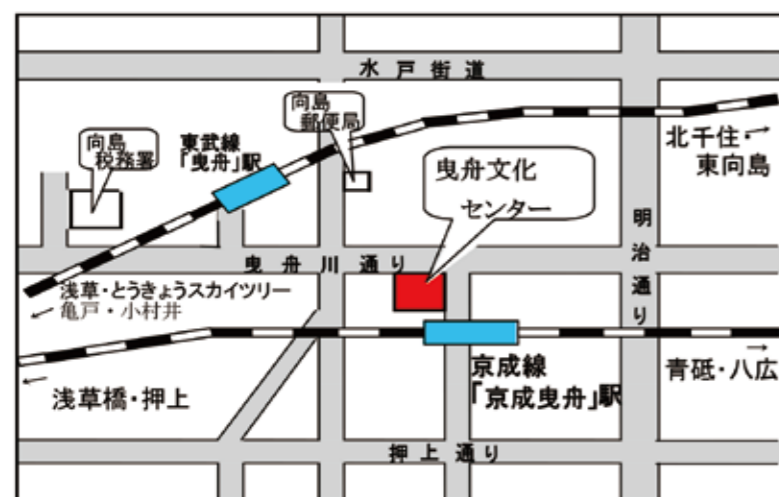 水戸街道
向島
郵便局
向島
税務署
東武線
「曳舟」駅
北千住・→
東向島
曳舟文化
センター
明治通り
曳舟川通り
浅草・とうきょうスカイツリー
←亀戸・小村井
京成線
「京成曳舟」駅
→
青砥・八広
←
浅草橋・押上
押上通り